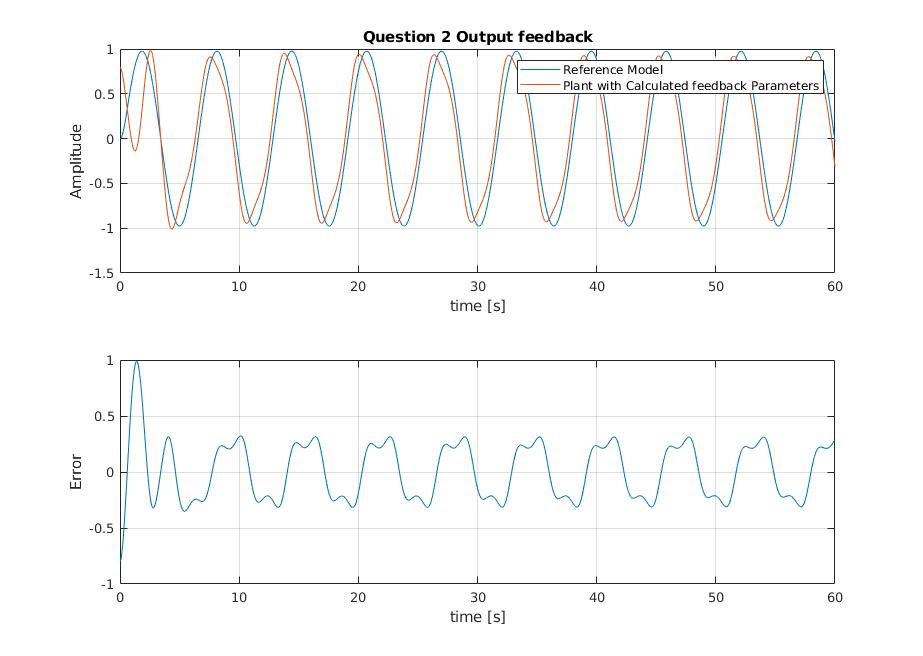 Question 2 Output feedback
1
0.5
0
-0.5
-1
-1.5
Amplitude
Reference Model
Plant with Calculated feedback Parameters
0 10 20 30 40 50 60
time [s]
1
0.5
0
-0.5
-1
Error
0 10 20 30 40 50 60
time [s]